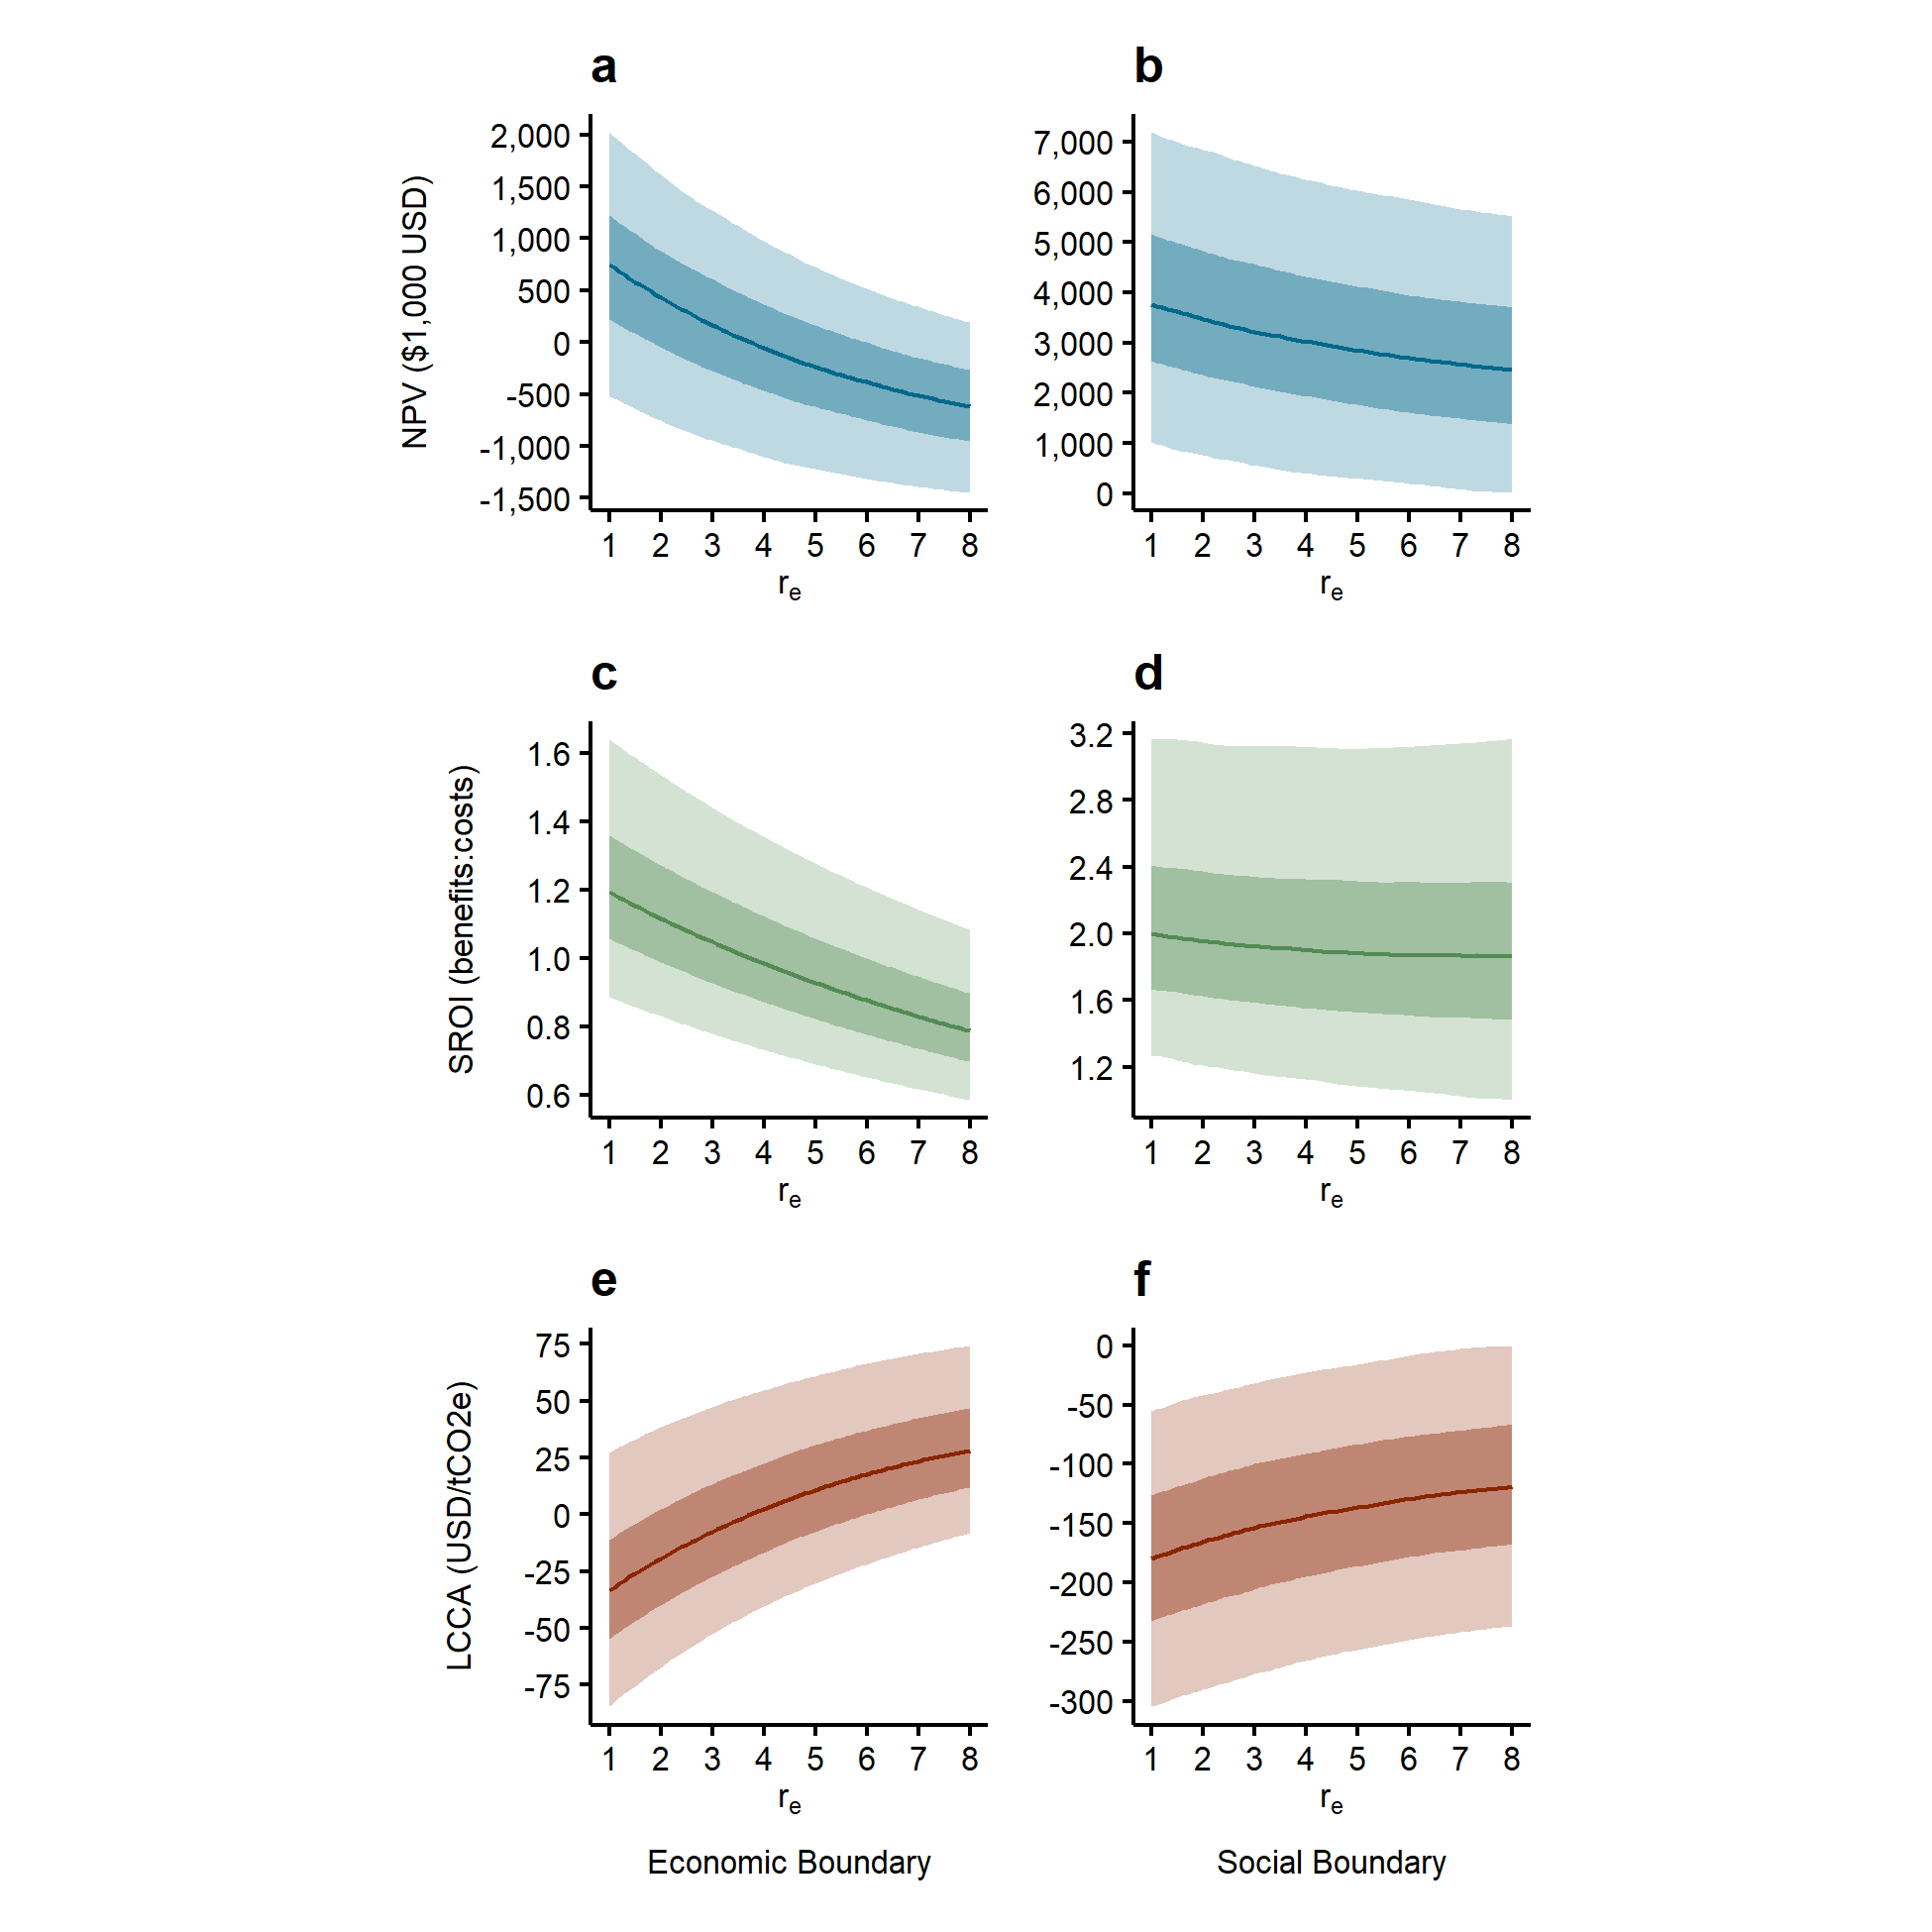 a
NPV ($1,000 USD)
2,000
1,500
1,000
500
0
-500
-1,000
-1,500
1 2 3 4 5 6 7 8
re
b
7,000
6,000
5,000
4,000
3,000
2,000
1,000
0
1 2 3 4 5 6 7 8
re
c
SROI (benefits:costs)
1.6
1.4
1.2
1.0
0.8
0.6
1 2 3 4 5 6 7 8
re
d
3.2
2.8
2.4
2.0
1.6
1.2
1 2 3 4 5 6 7 8
re
e
LCCA (USD/tCO2e)
75
50
25
0
-25
-50
-75
1 2 3 4 5 6 7 8
re
Economic Boundary
f
0
-50
-100
-150
-200
-250
-300
1 2 3 4 5 6 7 8
re
Social Boundary